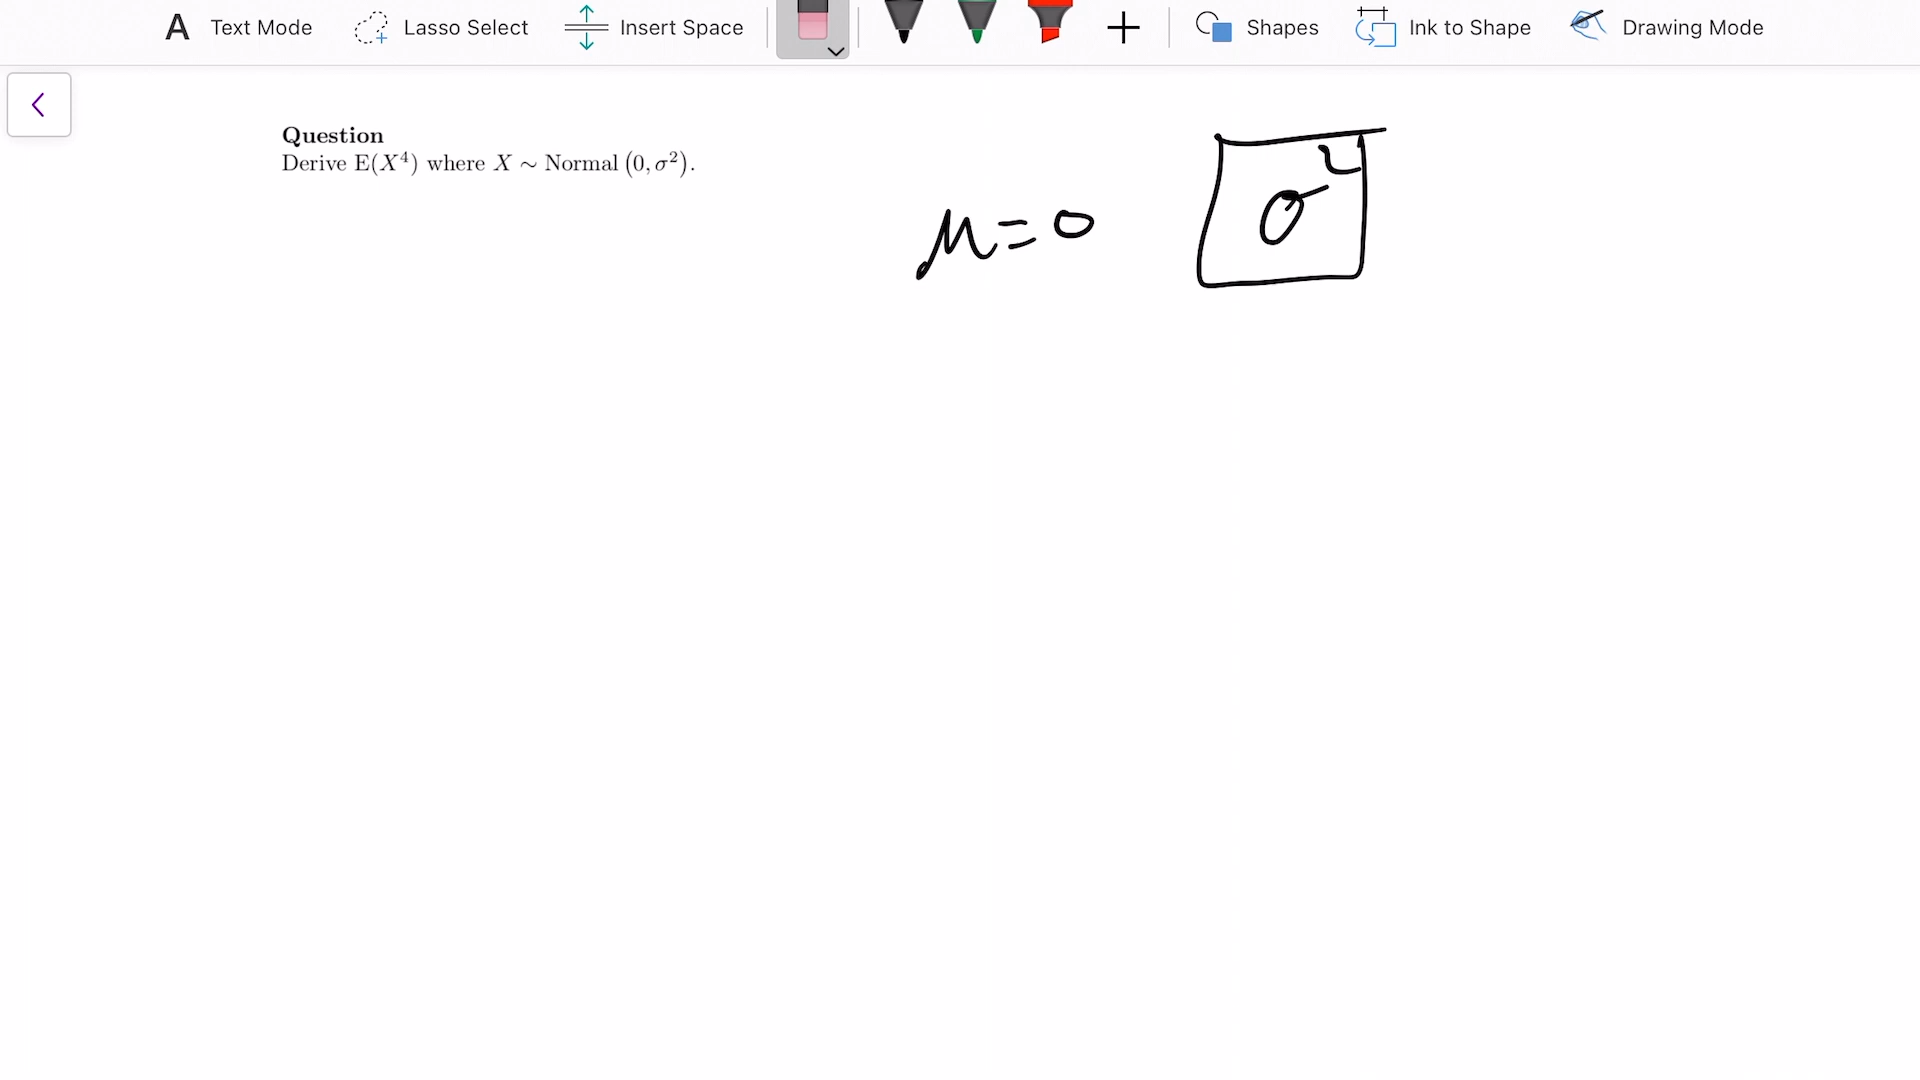 Text Mode Lasso Select Insert Space Shapes Ink to Shape Drawing Mode
Question
Derive E(X⁴) where X ∼ Normal (0, σ²).
μ = 0 σ²